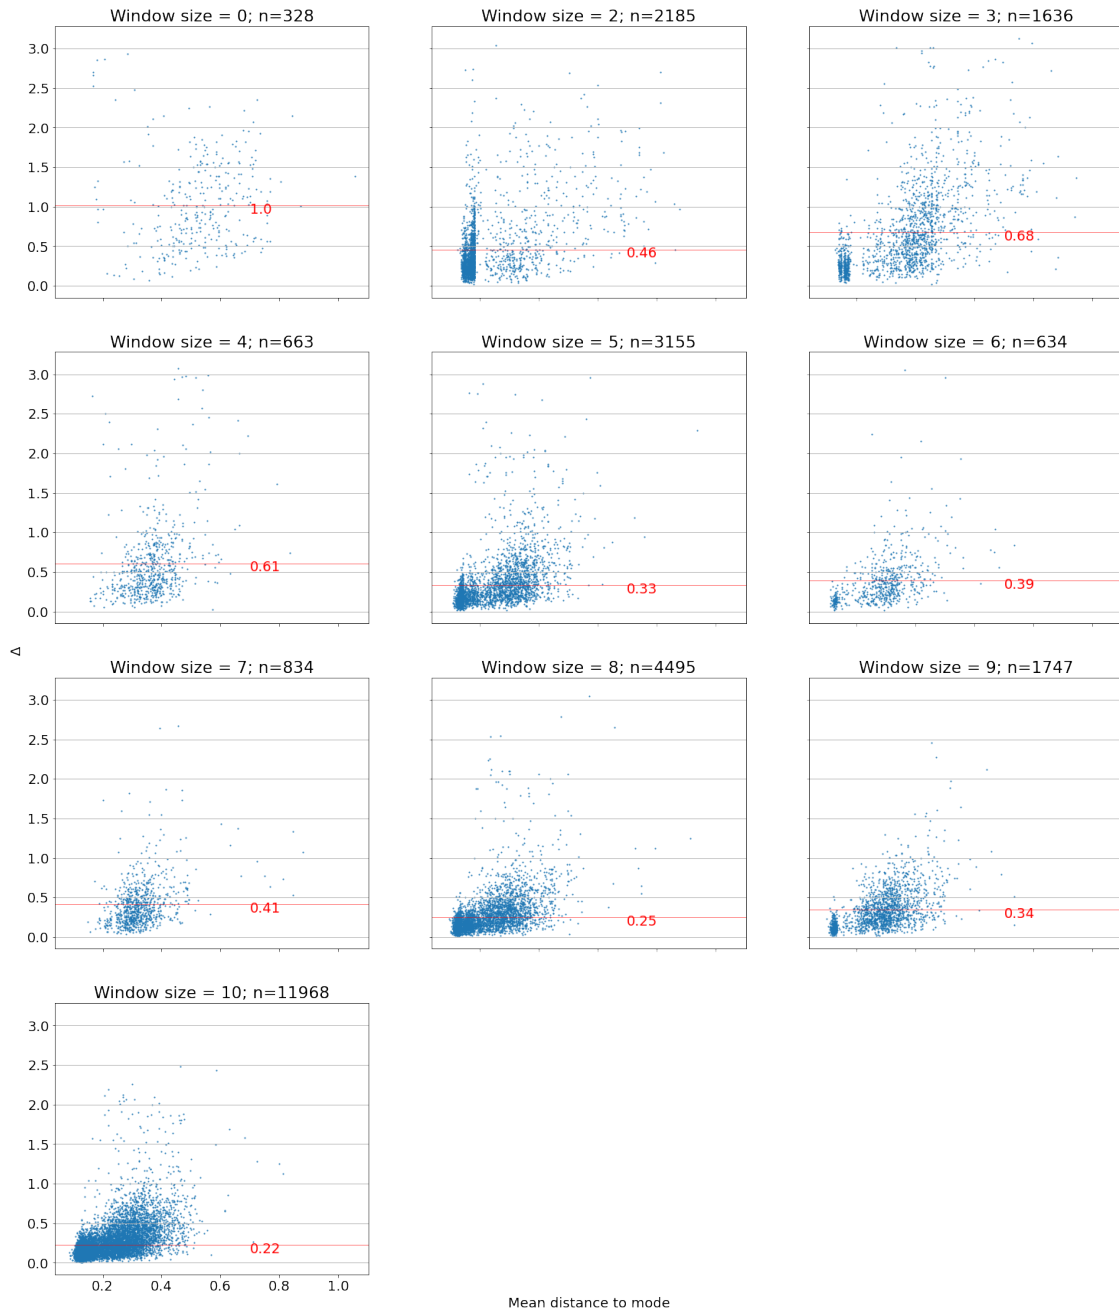 Window size = 0; n=328
Window size = 2; n=2185
Window size = 3; n=1636
3.0
2.5
2.0
1.5
1.0
0.5
0.0
1.0
0.46
0.68
Window size = 4; n=663
Window size = 5; n=3155
Window size = 6; n=634
3.0
2.5
2.0
1.5
1.0
0.5
0.0
0.61
0.33
0.39
Δ
Window size = 7; n=834
Window size = 8; n=4495
Window size = 9; n=1747
3.0
2.5
2.0
1.5
1.0
0.5
0.0
0.41
0.25
0.34
Window size = 10; n=11968
3.0
2.5
2.0
1.5
1.0
0.5
0.0
0.22
0.2 0.4 0.6 0.8 1.0
Mean distance to mode